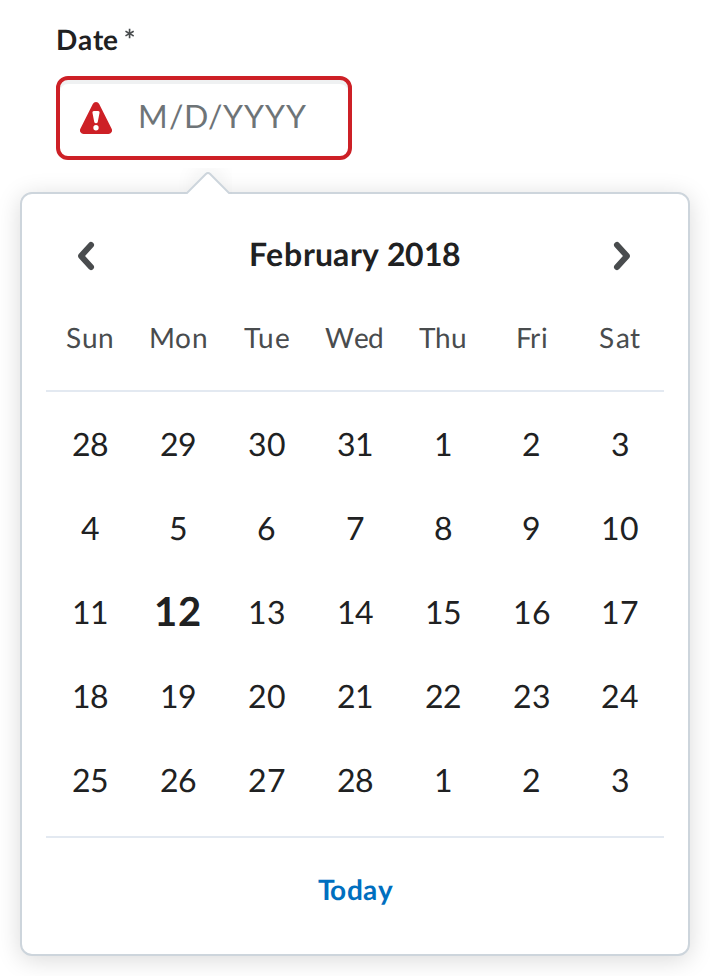 Date *
M/D/YYYY
February 2018
Sun Mon Tue Wed Thu Fri Sat
28 29 30 31 1 2 3
4 5 6 7 8 9 10
11 12 13 14 15 16 17
18 19 20 21 22 23 24
25 26 27 28 1 2 3
Today